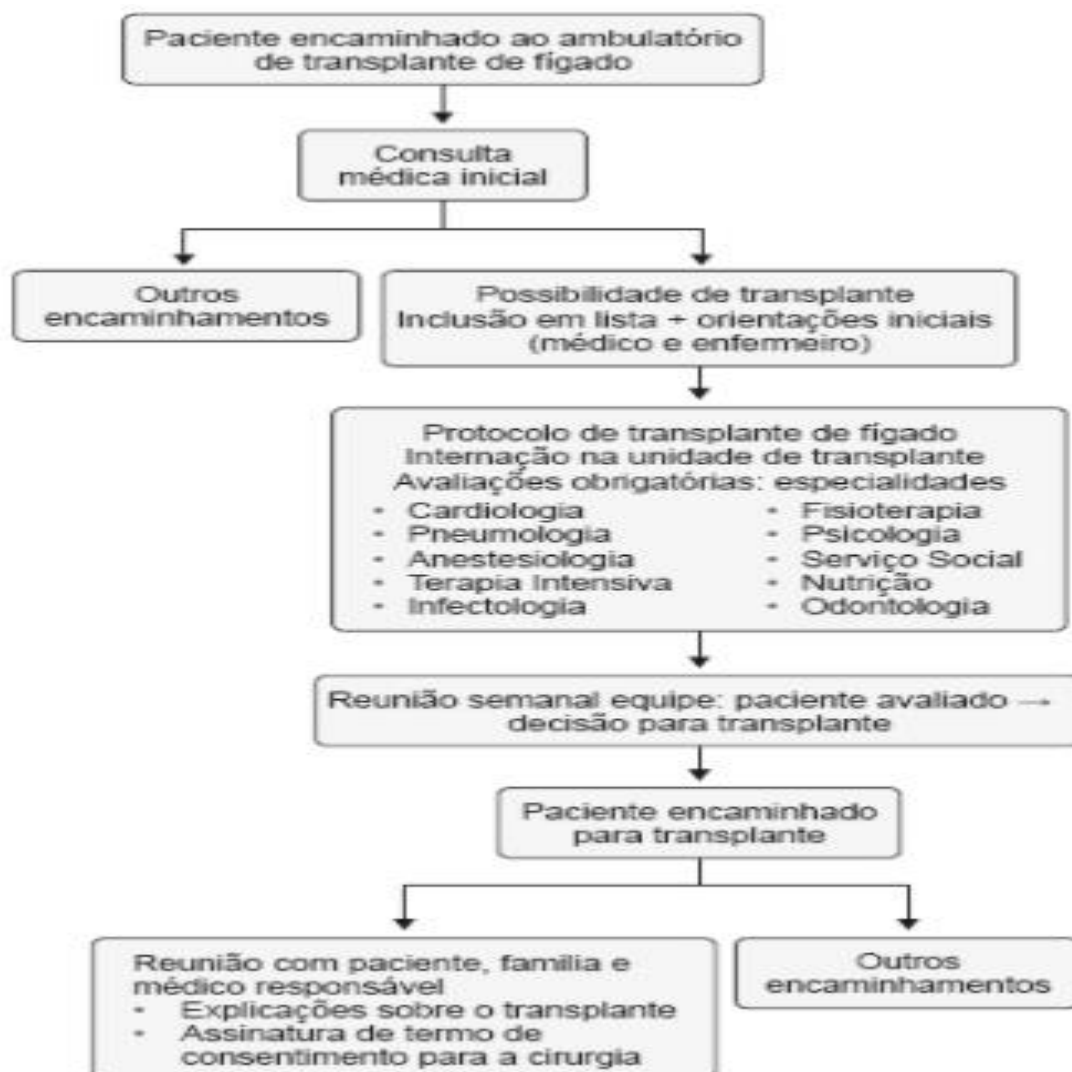 Paciente encaminhado ao ambulatório
de transplante de fígado
Consulta
médica inicial
Outros
encaminhamentos
Possibilidade de transplante
Inclusão em lista + orientações iniciais
(médico e enfermeiro)
Protocolo de transplante de fígado
Internação na unidade de transplante
Avaliações obrigatórias: especialidades
• Cardiologia
• Pneumologia
• Anestesiologia
• Terapia Intensiva
• Infectologia
• Fisioterapia
• Psicologia
• Serviço Social
• Nutrição
• Odontologia
Reunião semanal equipe: paciente avaliado →
decisão para transplante
Paciente encaminhado
para transplante
Reunião com paciente, família e
médico responsável
• Explicações sobre o transplante
• Assinatura de termo de
consentimento para a cirurgia
Outros
encaminhamentos